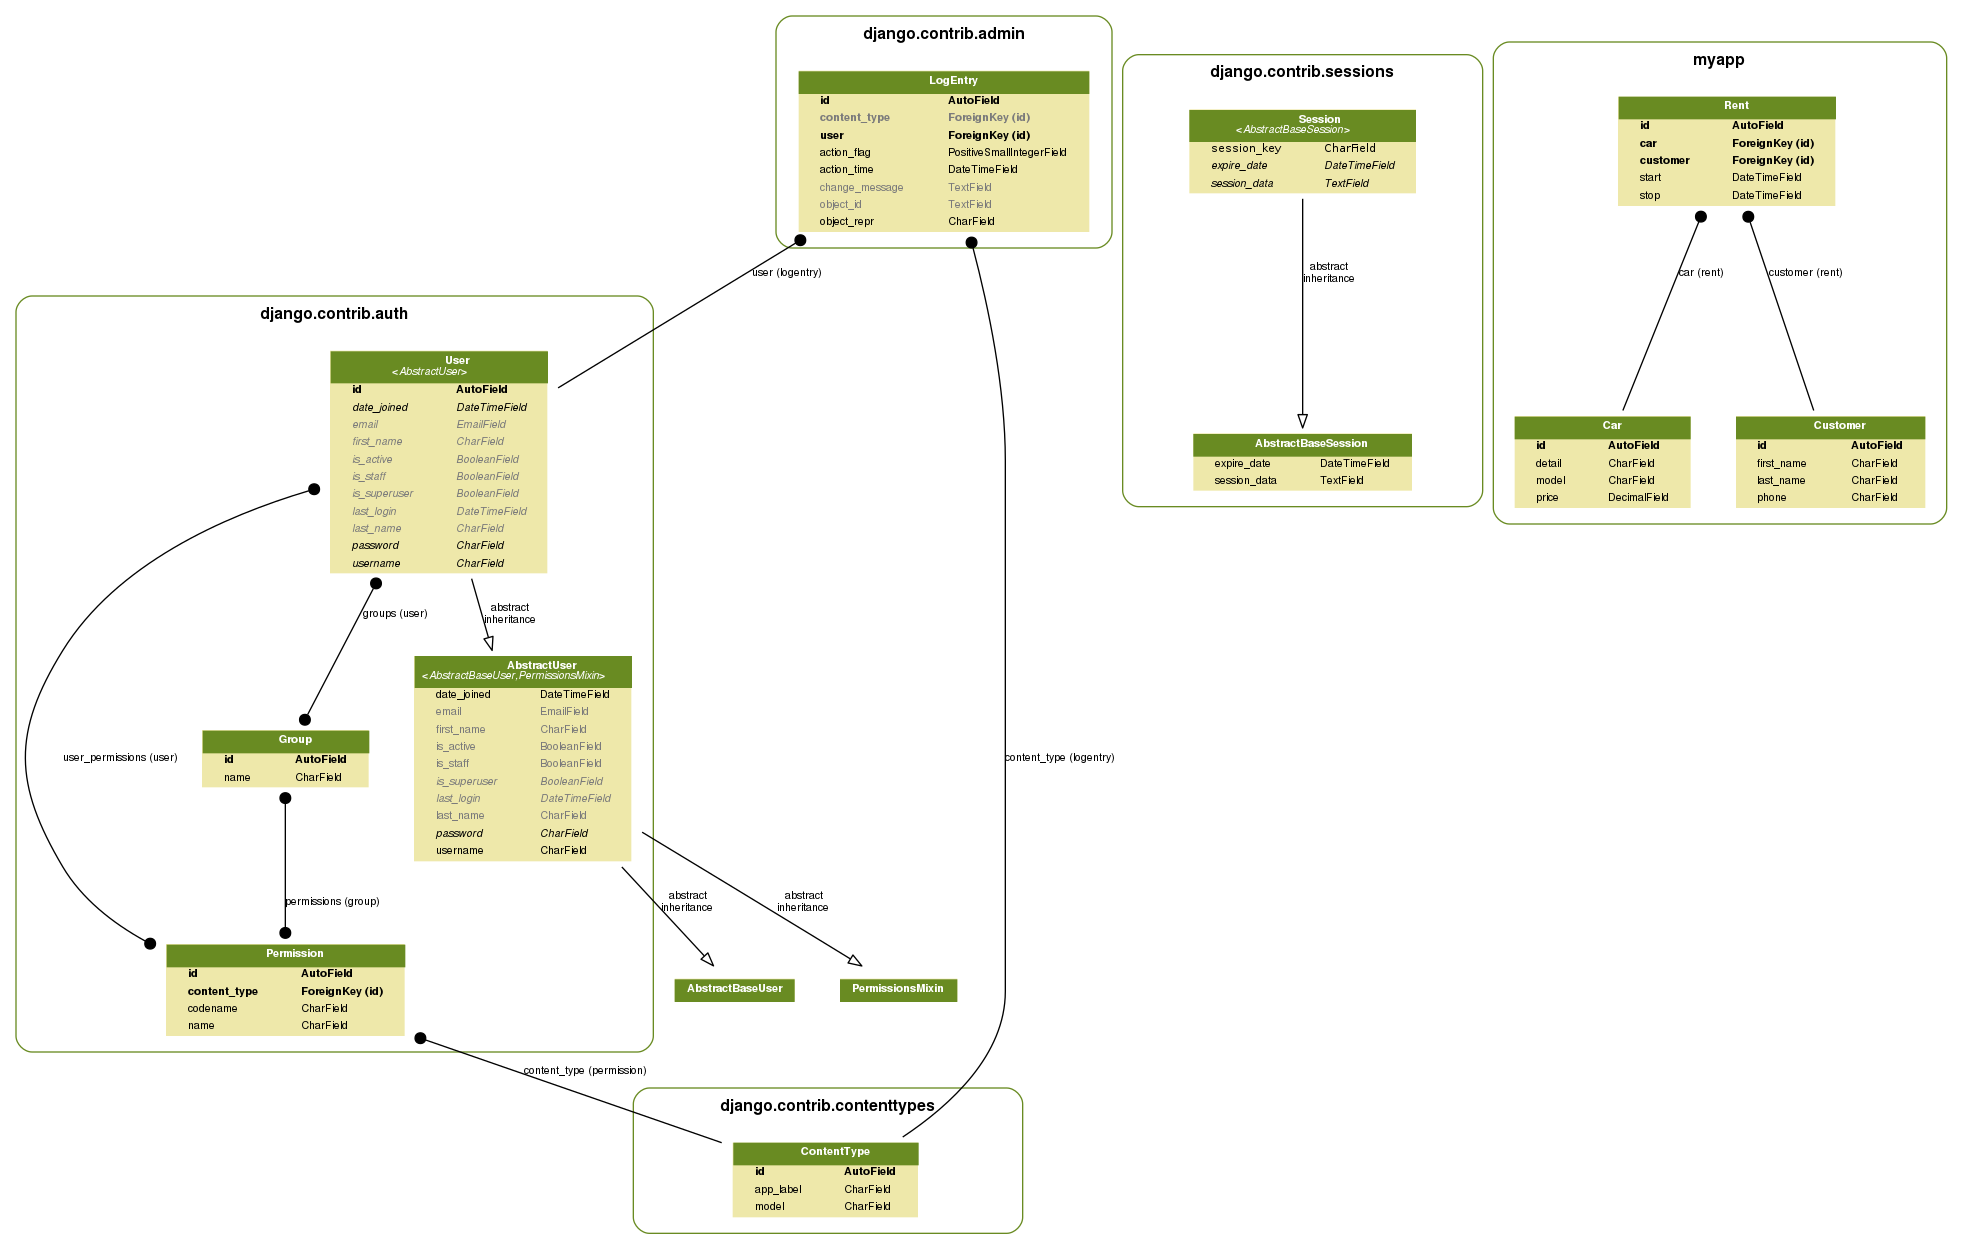 django.contrib.admin
LogEntry
id AutoField
content_type ForeignKey (id)
user ForeignKey (id)
action_flag PositiveSmallIntegerField
action_time DateTimeField
change_message TextField
object_id TextField
object_repr CharField
django.contrib.sessions
Session
<AbstractBaseSession>
session_key CharField
expire_date DateTimeField
session_data TextField
abstract
inheritance
AbstractBaseSession
expire_date DateTimeField
session_data TextField
myapp
Rent
id AutoField
car ForeignKey (id)
customer ForeignKey (id)
start DateTimeField
stop DateTimeField
car (rent)
customer (rent)
Car
id AutoField
detail CharField
model CharField
price DecimalField
Customer
id AutoField
first_name CharField
last_name CharField
phone CharField
user (logentry)
django.contrib.auth
User
<AbstractUser>
id AutoField
date_joined DateTimeField
email EmailField
first_name CharField
is_active BooleanField
is_staff BooleanField
is_superuser BooleanField
last_login DateTimeField
last_name CharField
password CharField
username CharField
groups (user)
abstract
inheritance
AbstractUser
<AbstractBaseUser,PermissionsMixin>
date_joined DateTimeField
email EmailField
first_name CharField
is_active BooleanField
is_staff BooleanField
is_superuser BooleanField
last_login DateTimeField
last_name CharField
password CharField
username CharField
user_permissions (user)
Group
id AutoField
name CharField
content_type (logentry)
permissions (group)
abstract
inheritance
abstract
inheritance
Permission
id AutoField
content_type ForeignKey (id)
codename CharField
name CharField
AbstractBaseUser
PermissionsMixin
content_type (permission)
django.contrib.contenttypes
ContentType
id AutoField
app_label CharField
model CharField